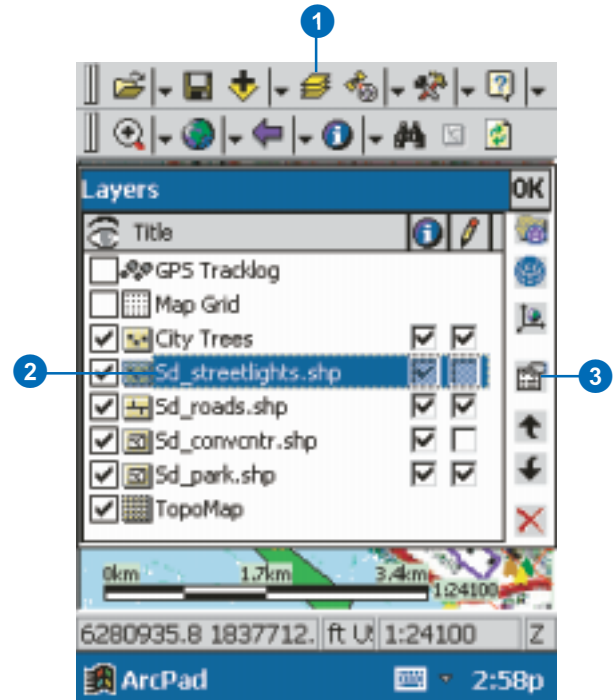 1
Layers OK
Title
GPS Tracklog
Map Grid
City Trees
2 Sd_streetlights.shp 3
Sd_roads.shp
Sd_convcntr.shp
Sd_park.shp
TopoMap
0km 1.7km 3.4km 1:24100
6280935.8 1837712. ft 1:24100 Z
ArcPad 2:58p